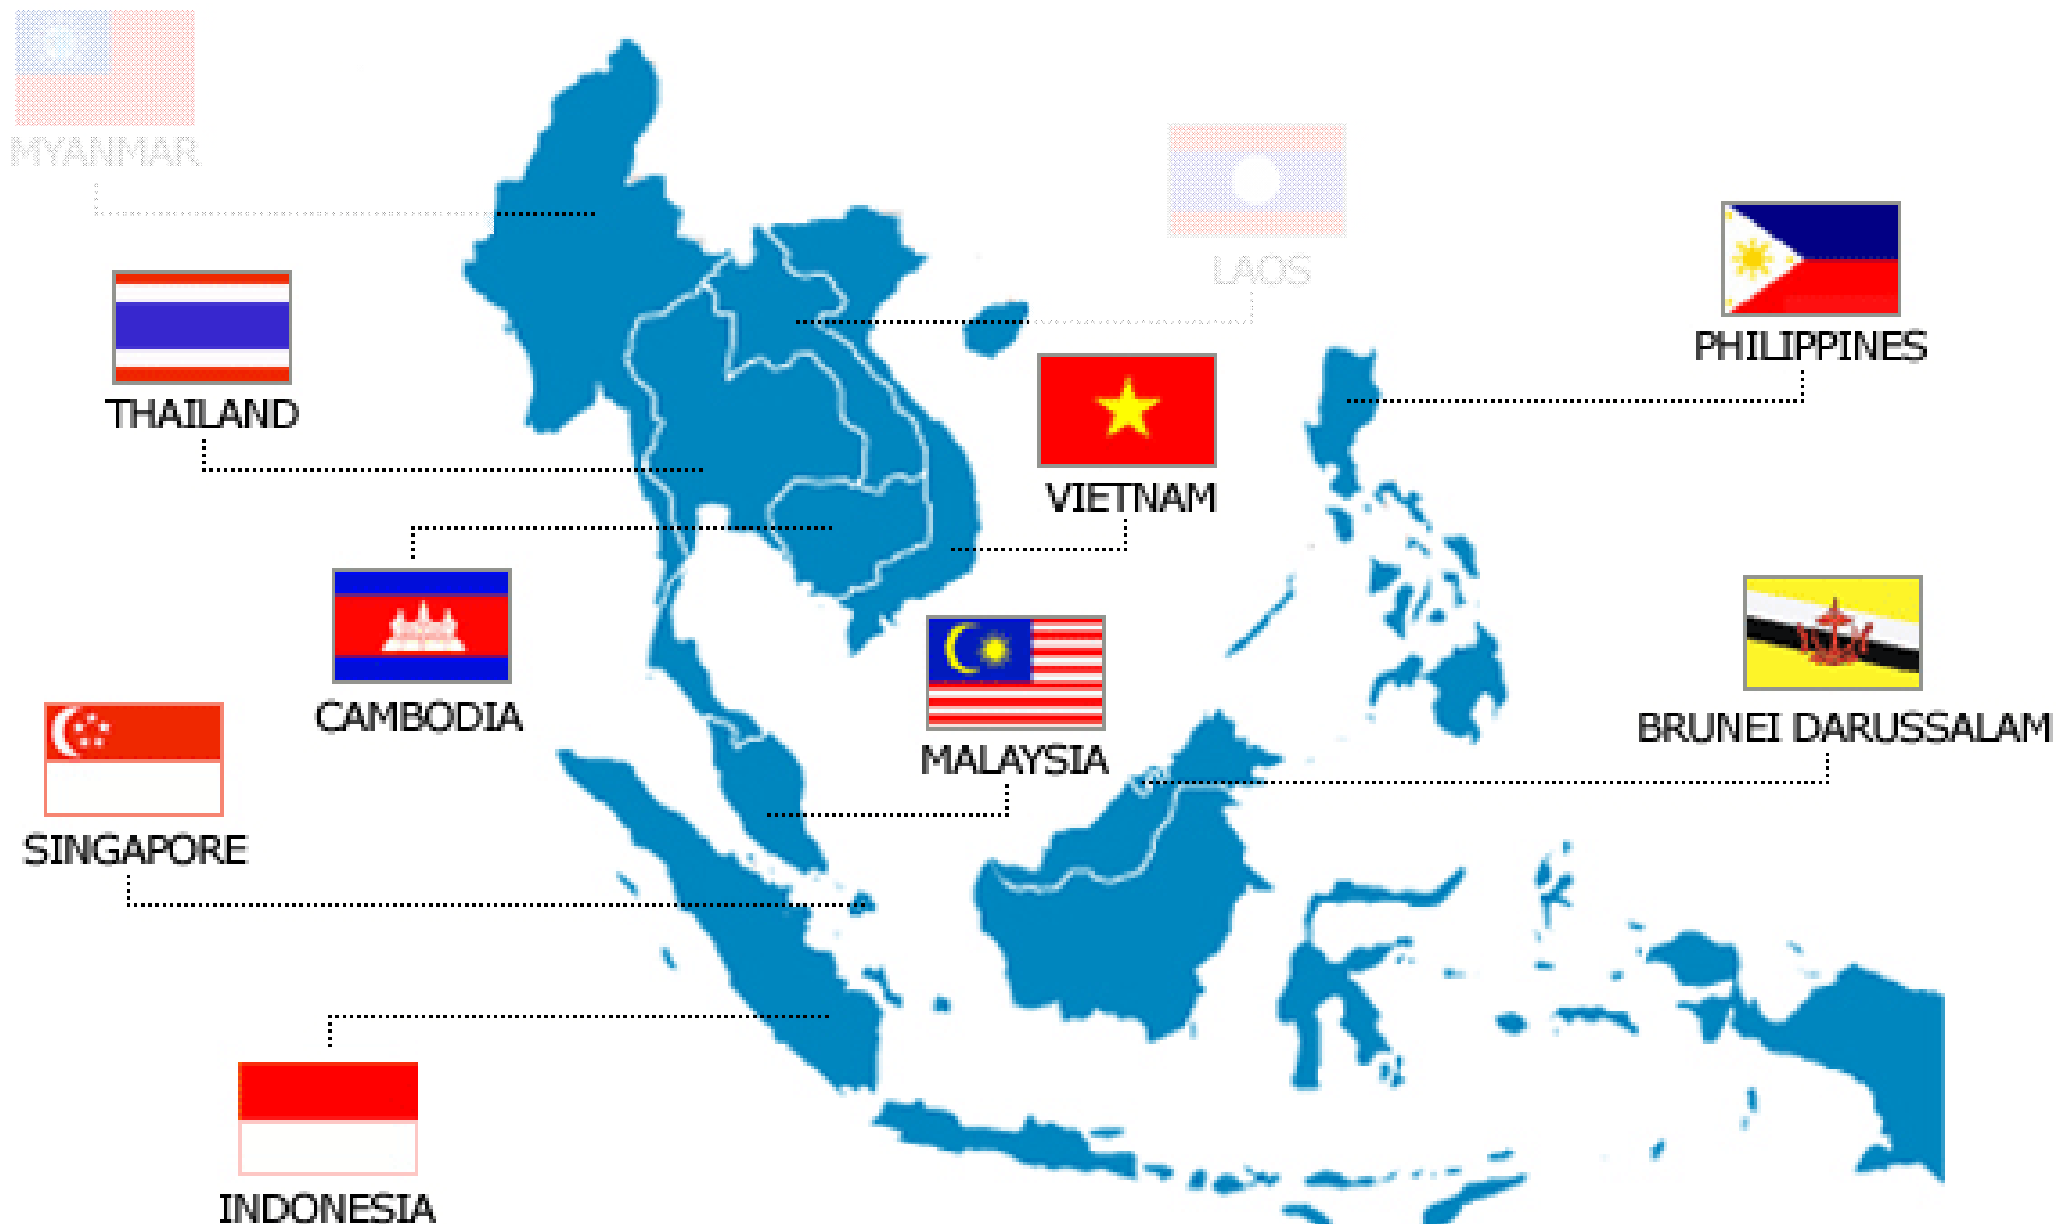 MYANMAR
LAOS
PHILIPPINES
THAILAND
VIETNAM
CAMBODIA
MALAYSIA
BRUNEI DARUSSALAM
SINGAPORE
INDONESIA